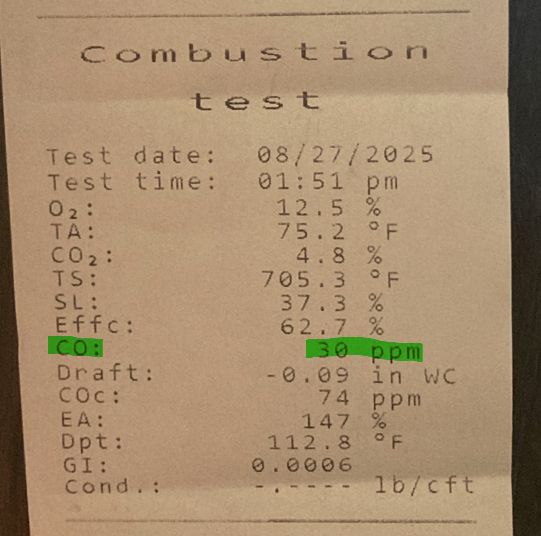 Combustion
test
Test date: 08/27/2025
Test time: 01:51 pm
O₂: 12.5 %
TA: 75.2 °F
CO₂: 4.8 %
TS: 705.3 °F
SL: 37.3 %
Effc: 62.7 %
CO: 30 ppm
Draft: -0.09 in WC
COc: 74 ppm
EA: 147 %
Dpt: 112.8 °F
GI: 0.0006
Cond.: -.---- lb/cft